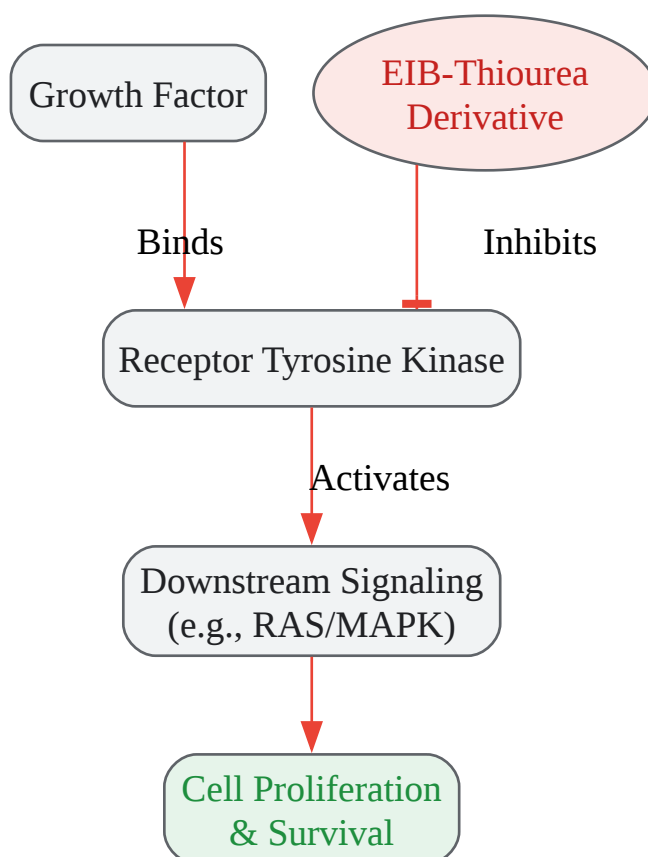 Growth Factor
EIB-Thiourea
Derivative
Binds
Inhibits
Receptor Tyrosine Kinase
Activates
Downstream Signaling
(e.g., RAS/MAPK)
Cell Proliferation
& Survival